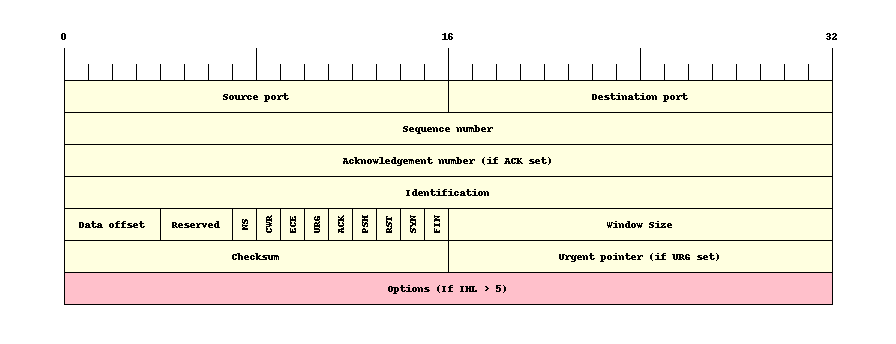 0 16 32
Source port Destination port
Sequence number
Acknowledgement number (if ACK set)
Identification
Data offset Reserved NS CWR ECE URG ACK PSH RST SYN FIN Window Size
Checksum Urgent pointer (if URG set)
Options (If IHL > 5)